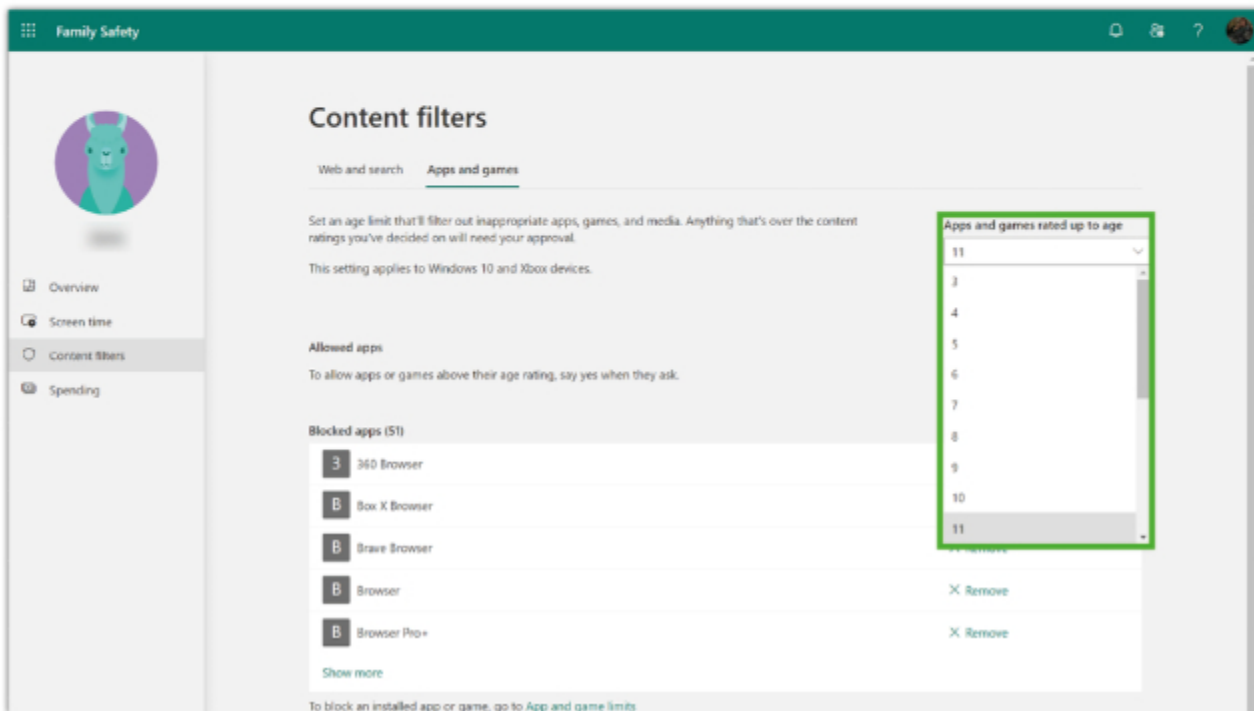 Family Safety
?
Content filters
Web and search Apps and games
Set an age limit that'll filter out inappropriate apps, games, and media. Anything that's over the content
ratings you've decided on will need your approval.
This setting applies to Windows 10 and Xbox devices.
Apps and games rated up to age
11
3
4
5
6
7
8
9
10
11
Overview
Screen time
Content filters
Spending
Allowed apps
To allow apps or games above their age rating, say yes when they ask.
Blocked apps (51)
3 360 Browser
B Box X Browser
B Brave Browser
Remove
B Browser
Remove
B Browser Pro+
Remove
Show more
To block an installed app or game, go to App and game limits